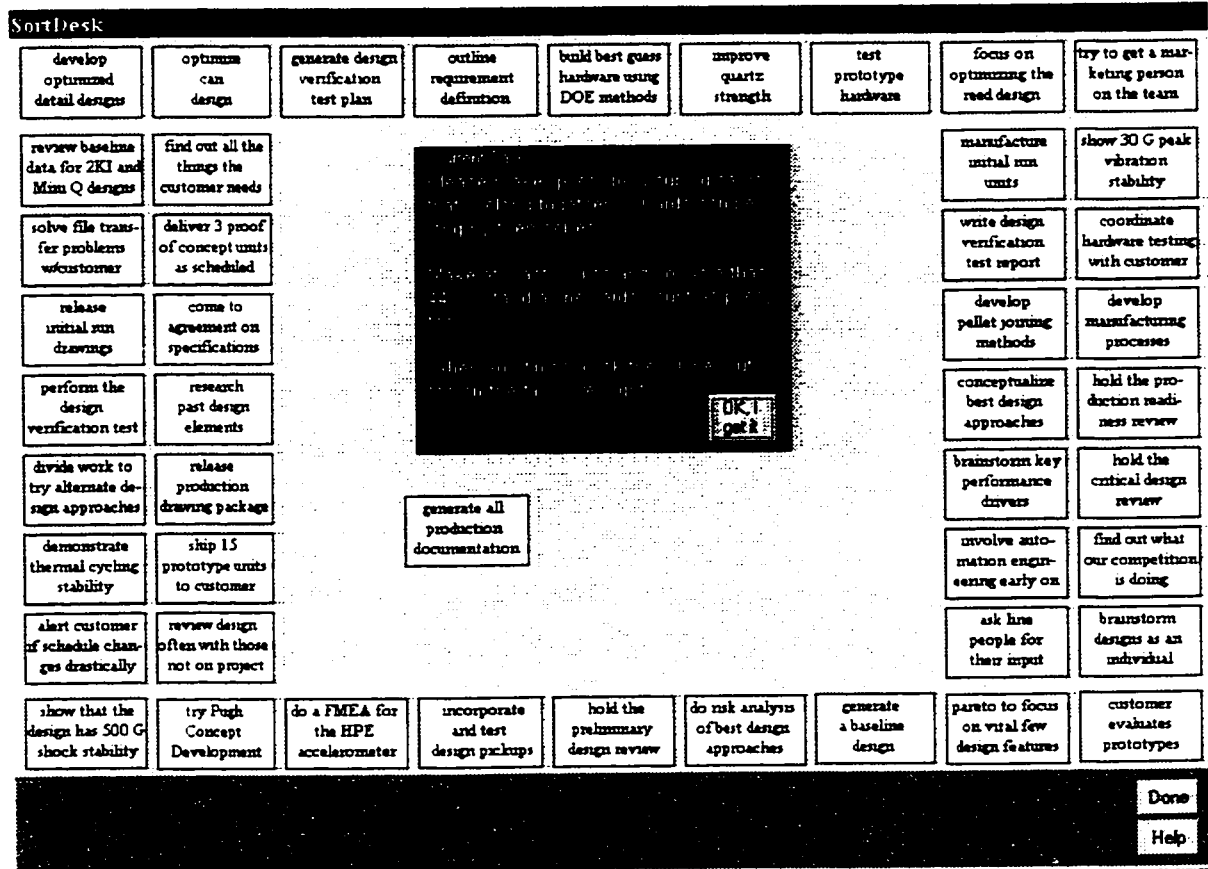 SortDesk
develop
optimized
detail designs
optimize
can
design
generate design
verification
test plan
outline
requirement
definition
build best guess
hardware using
DOE methods
improve
quartz
strength
test
prototype
hardware
focus on
optimizing the
reed design
try to get a mar-
keting person
on the team
review baseline
data for 2KI and
Mini Q designs
find out all the
things the
customer needs
manufacture
initial run
units
show 30 G peak
vibration
stability
solve file trans-
fer problems
w/customer
deliver 3 proof
of concept units
as scheduled
write design
verification
test report
coordinate
hardware testing
with customer
release
initial run
drawings
come to
agreement on
specifications
develop
pellet joining
methods
develop
manufacturing
processes
perform the
design
verification test
research
past design
elements
conceptualize
best design
approaches
hold the pro-
duction readi-
ness review
OK, I
get it
divide work to
try alternate de-
sign approaches
release
production
drawing package
generate all
production
documentation
brainstorm key
performance
drivers
hold the
critical design
review
demonstrate
thermal cycling
stability
ship 15
prototype units
to customer
involve auto-
mation engin-
eering early on
find out what
our competition
is doing
alert customer
of schedule chan-
ges drastically
review design
often with those
not on project
ask line
people for
their input
brainstorm
designs as an
individual
show that the
design has 500 G
shock stability
try Pugh
Concept
Development
do a FMEA for
the HPE
accelerometer
incorporate
and test
design pickups
hold the
preliminary
design review
do risk analysis
of best design
approaches
generate
a baseline
design
pareto to focus
on vital few
design features
customer
evaluates
prototypes
Done
Help